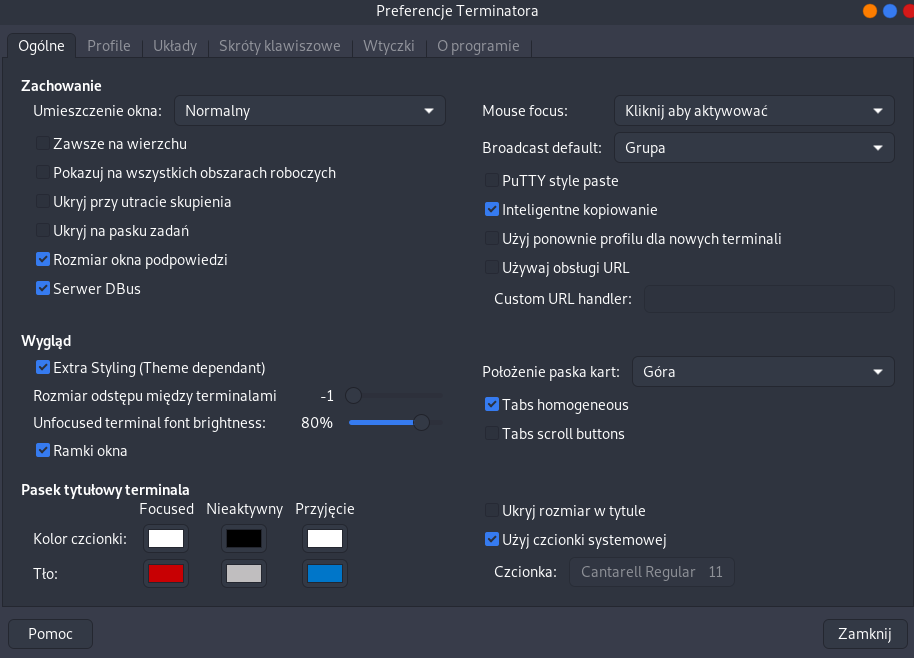 Preferencje Terminatora
Ogólne Profile Układy Skróty klawiszowe Wtyczki O programie
Zachowanie
Umieszczenie okna: Normalny
Zawsze na wierzchu
Pokazuj na wszystkich obszarach roboczych
Ukryj przy utracie skupienia
Ukryj na pasku zadań
Rozmiar okna podpowiedzi
Serwer DBus
Mouse focus: Kliknij aby aktywować
Broadcast default: Grupa
PuTTY style paste
Inteligentne kopiowanie
Użyj ponownie profilu dla nowych terminali
Używaj obsługi URL
Custom URL handler:
Wygląd
Extra Styling (Theme dependant)
Rozmiar odstępu między terminalami -1
Unfocused terminal font brightness: 80%
Ramki okna
Położenie paska kart: Góra
Tabs homogeneous
Tabs scroll buttons
Pasek tytułowy terminala
Focused Nieaktywny Przyjęcie
Kolor czcionki:
Tło:
Ukryj rozmiar w tytule
Użyj czcionki systemowej
Czcionka: Cantarell Regular 11
Pomoc Zamknij